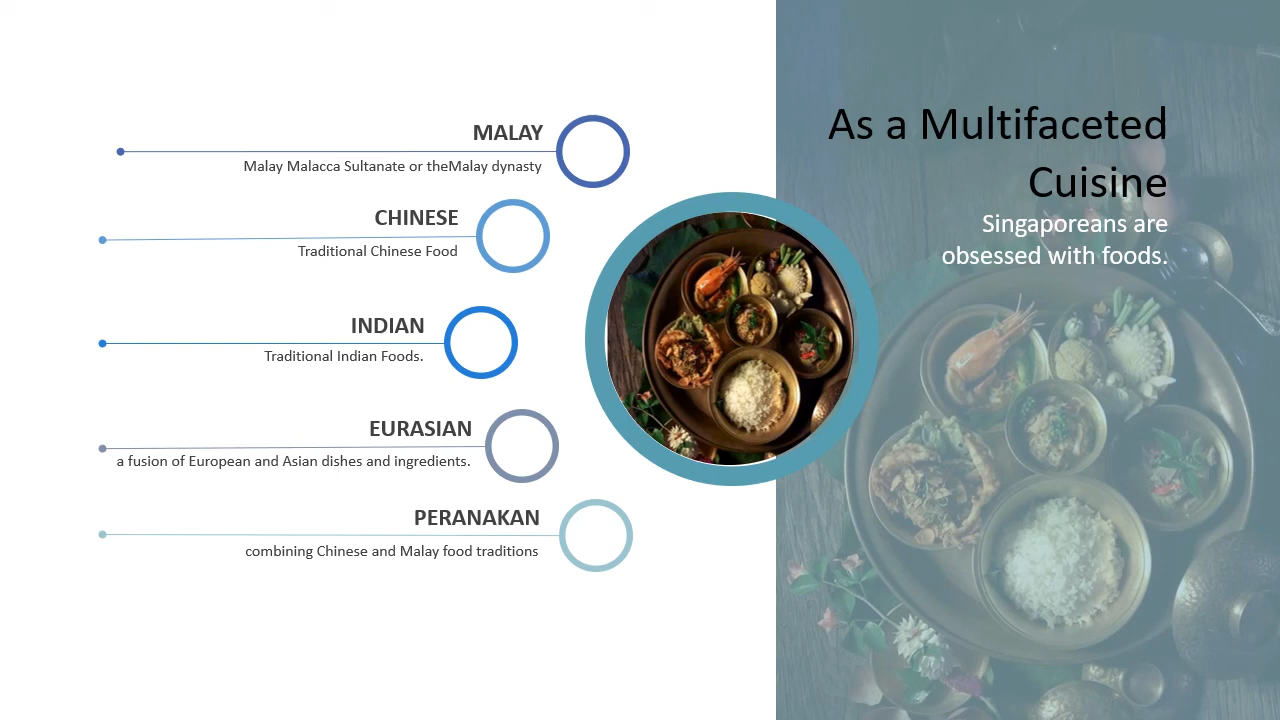 As a Multifaceted
Cuisine
Singaporeans are
obsessed with foods.
MALAY
Malay Malacca Sultanate or theMalay dynasty
CHINESE
Traditional Chinese Food
INDIAN
Traditional Indian Foods.
EURASIAN
a fusion of European and Asian dishes and ingredients.
PERANAKAN
combining Chinese and Malay food traditions